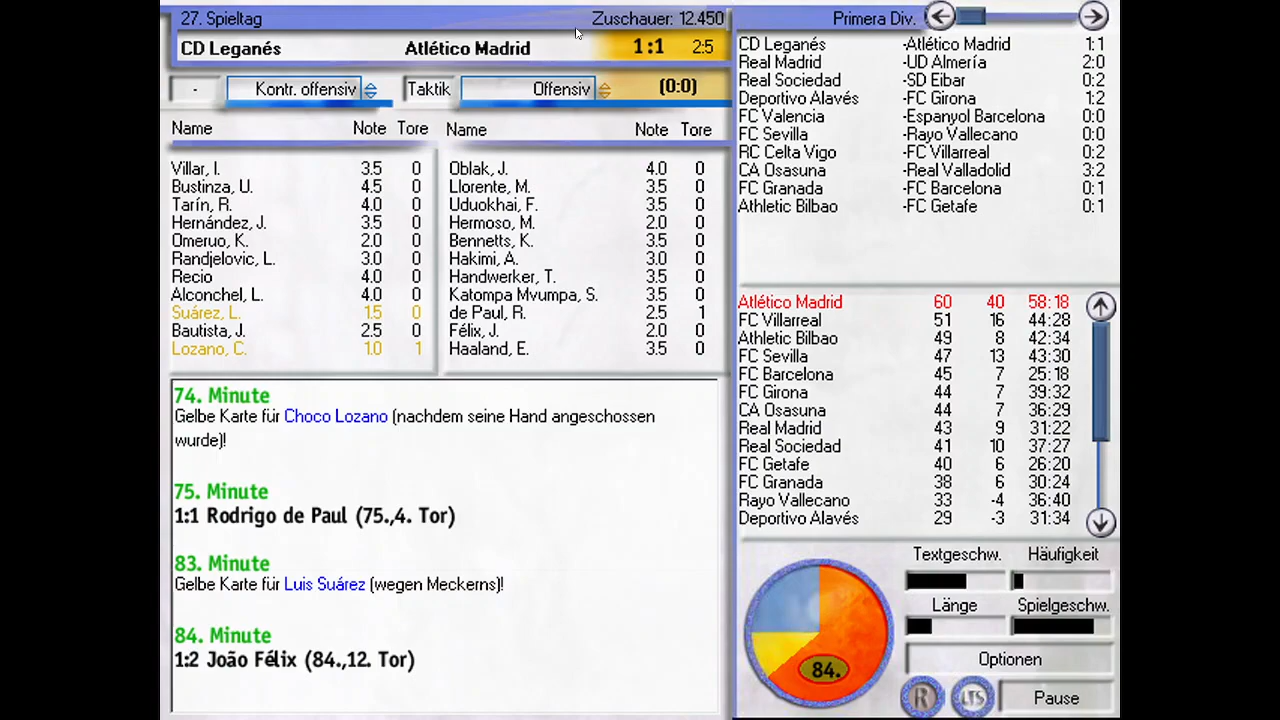 27. Spieltag Zuschauer: 12.450
CD Leganés Atlético Madrid 1:1 2:5
- Kontr. offensiv Taktik Offensiv (0:0)
Name Note Tore Name Note Tore
Villar, I. 3.5 0 Oblak, J. 4.0 0
Bustinza, U. 4.5 0 Llorente, M. 3.5 0
Tarín, R. 4.0 0 Uduokhai, F. 3.5 0
Hernández, J. 3.5 0 Hermoso, M. 2.0 0
Omeruo, K. 2.0 0 Bennetts, K. 3.5 0
Randjelovic, L. 3.0 0 Hakimi, A. 3.0 0
Recio 4.0 0 Handwerker, T. 3.5 0
Alconchel, L. 4.0 0 Katompa Mvumpa, S. 3.5 0
Suárez, L. 1.5 0 de Paul, R. 2.5 1
Bautista, J. 2.5 0 Félix, J. 2.0 0
Lozano, C. 1.0 1 Haaland, E. 3.5 0
74. Minute
Gelbe Karte für Choco Lozano (nachdem seine Hand angeschossen
wurde)!
75. Minute
1:1 Rodrigo de Paul (75.,4. Tor)
83. Minute
Gelbe Karte für Luis Suárez (wegen Meckerns)!
84. Minute
1:2 João Félix (84.,12. Tor)
Primera Div.
CD Leganés -Atlético Madrid 1:1
Real Madrid -UD Almería 2:0
Real Sociedad -SD Eibar 0:2
Deportivo Alavés -FC Girona 1:2
FC Valencia -Espanyol Barcelona 0:0
FC Sevilla -Rayo Vallecano 0:0
RC Celta Vigo -FC Villarreal 0:2
CA Osasuna -Real Valladolid 3:2
FC Granada -FC Barcelona 0:1
Athletic Bilbao -FC Getafe 0:1
Atlético Madrid 60 40 58:18
FC Villarreal 51 16 44:28
Athletic Bilbao 49 8 42:34
FC Sevilla 47 13 43:30
FC Barcelona 45 7 25:18
FC Girona 44 7 39:32
CA Osasuna 44 7 36:29
Real Madrid 43 9 31:22
Real Sociedad 41 10 37:27
FC Getafe 40 6 26:20
FC Granada 38 6 30:24
Rayo Vallecano 33 -4 36:40
Deportivo Alavés 29 -3 31:34
Textgeschw. Häufigkeit
Länge Spielgeschw.
84.
Optionen
R LTS Pause